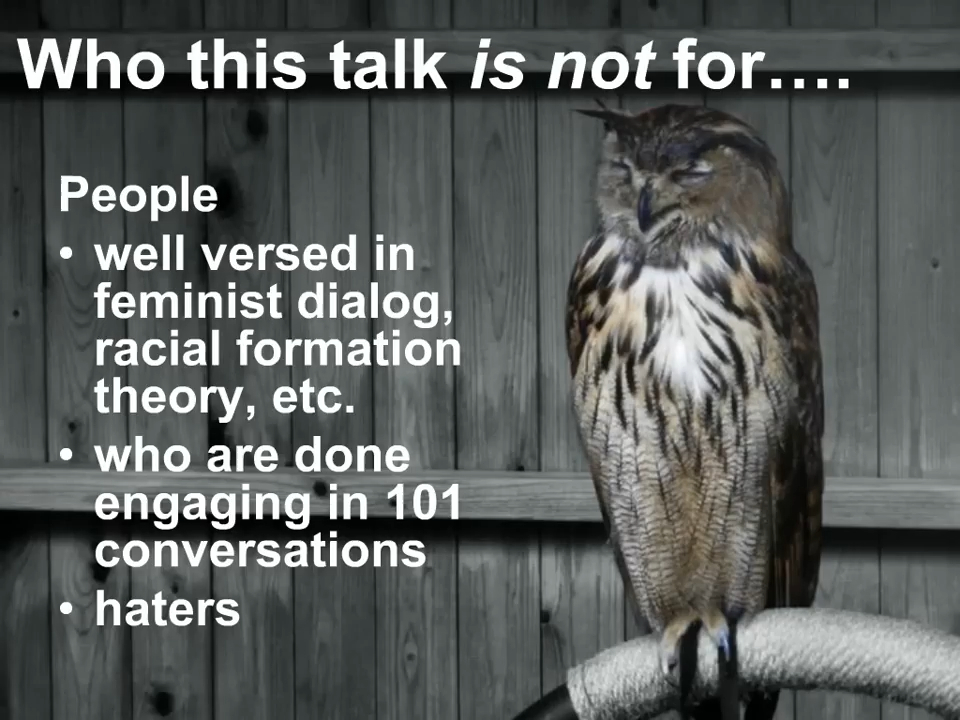 Who this talk is not for….
People
• well versed in
feminist dialog,
racial formation
theory, etc.
• who are done
engaging in 101
conversations
• haters